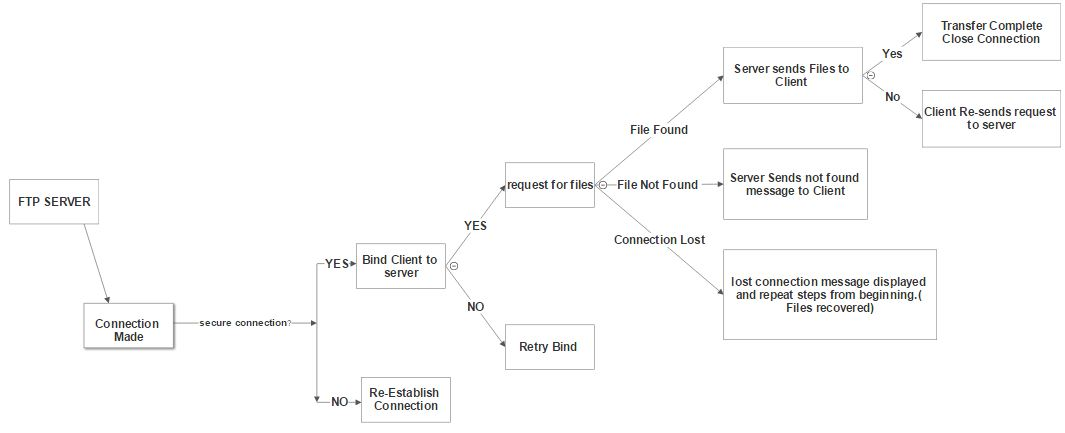 FTP SERVER
Connection
Made
secure connection?
YES
NO
Bind Client to
server
Re-Establish
Connection
YES
NO
request for files
Retry Bind
File Found
File Not Found
Connection Lost
Server sends Files to
Client
Server Sends not found
message to Client
lost connection message displayed
and repeat steps from beginning.(
Files recovered)
Yes
No
Transfer Complete
Close Connection
Client Re-sends request
to server